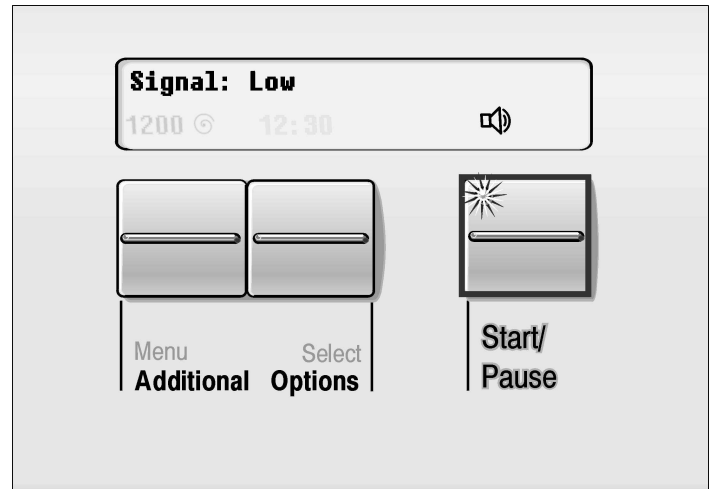 Signal: Low
1200 12:30
Menu Select
Additional Options
Start/
Pause